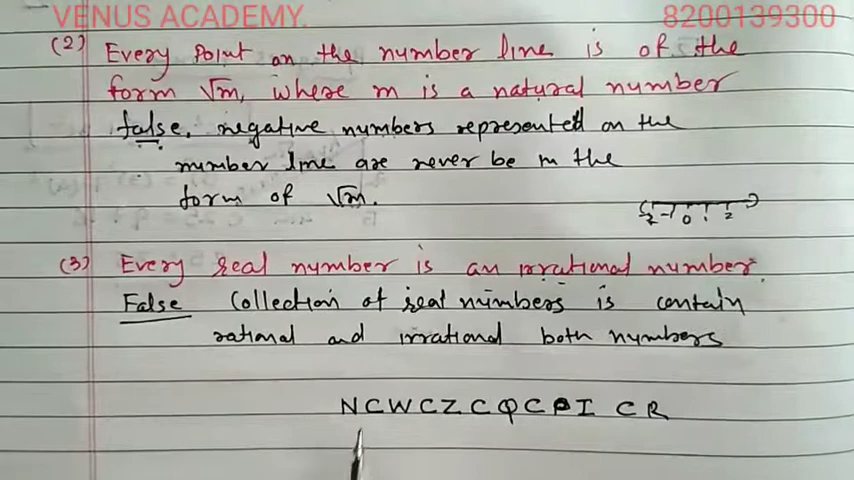 VENUS ACADEMY. 8200139300
(2) Every Point on the number line is of the
form √m, where m is a natural number
false. negative numbers represented on the
number line are never be in the
form of √m.
-2 -1 0 1 2
(3) Every real number is an irrational number.
False Collection of real numbers is contain
rational and irrational both numbers
N C W C Z C Q C I C R